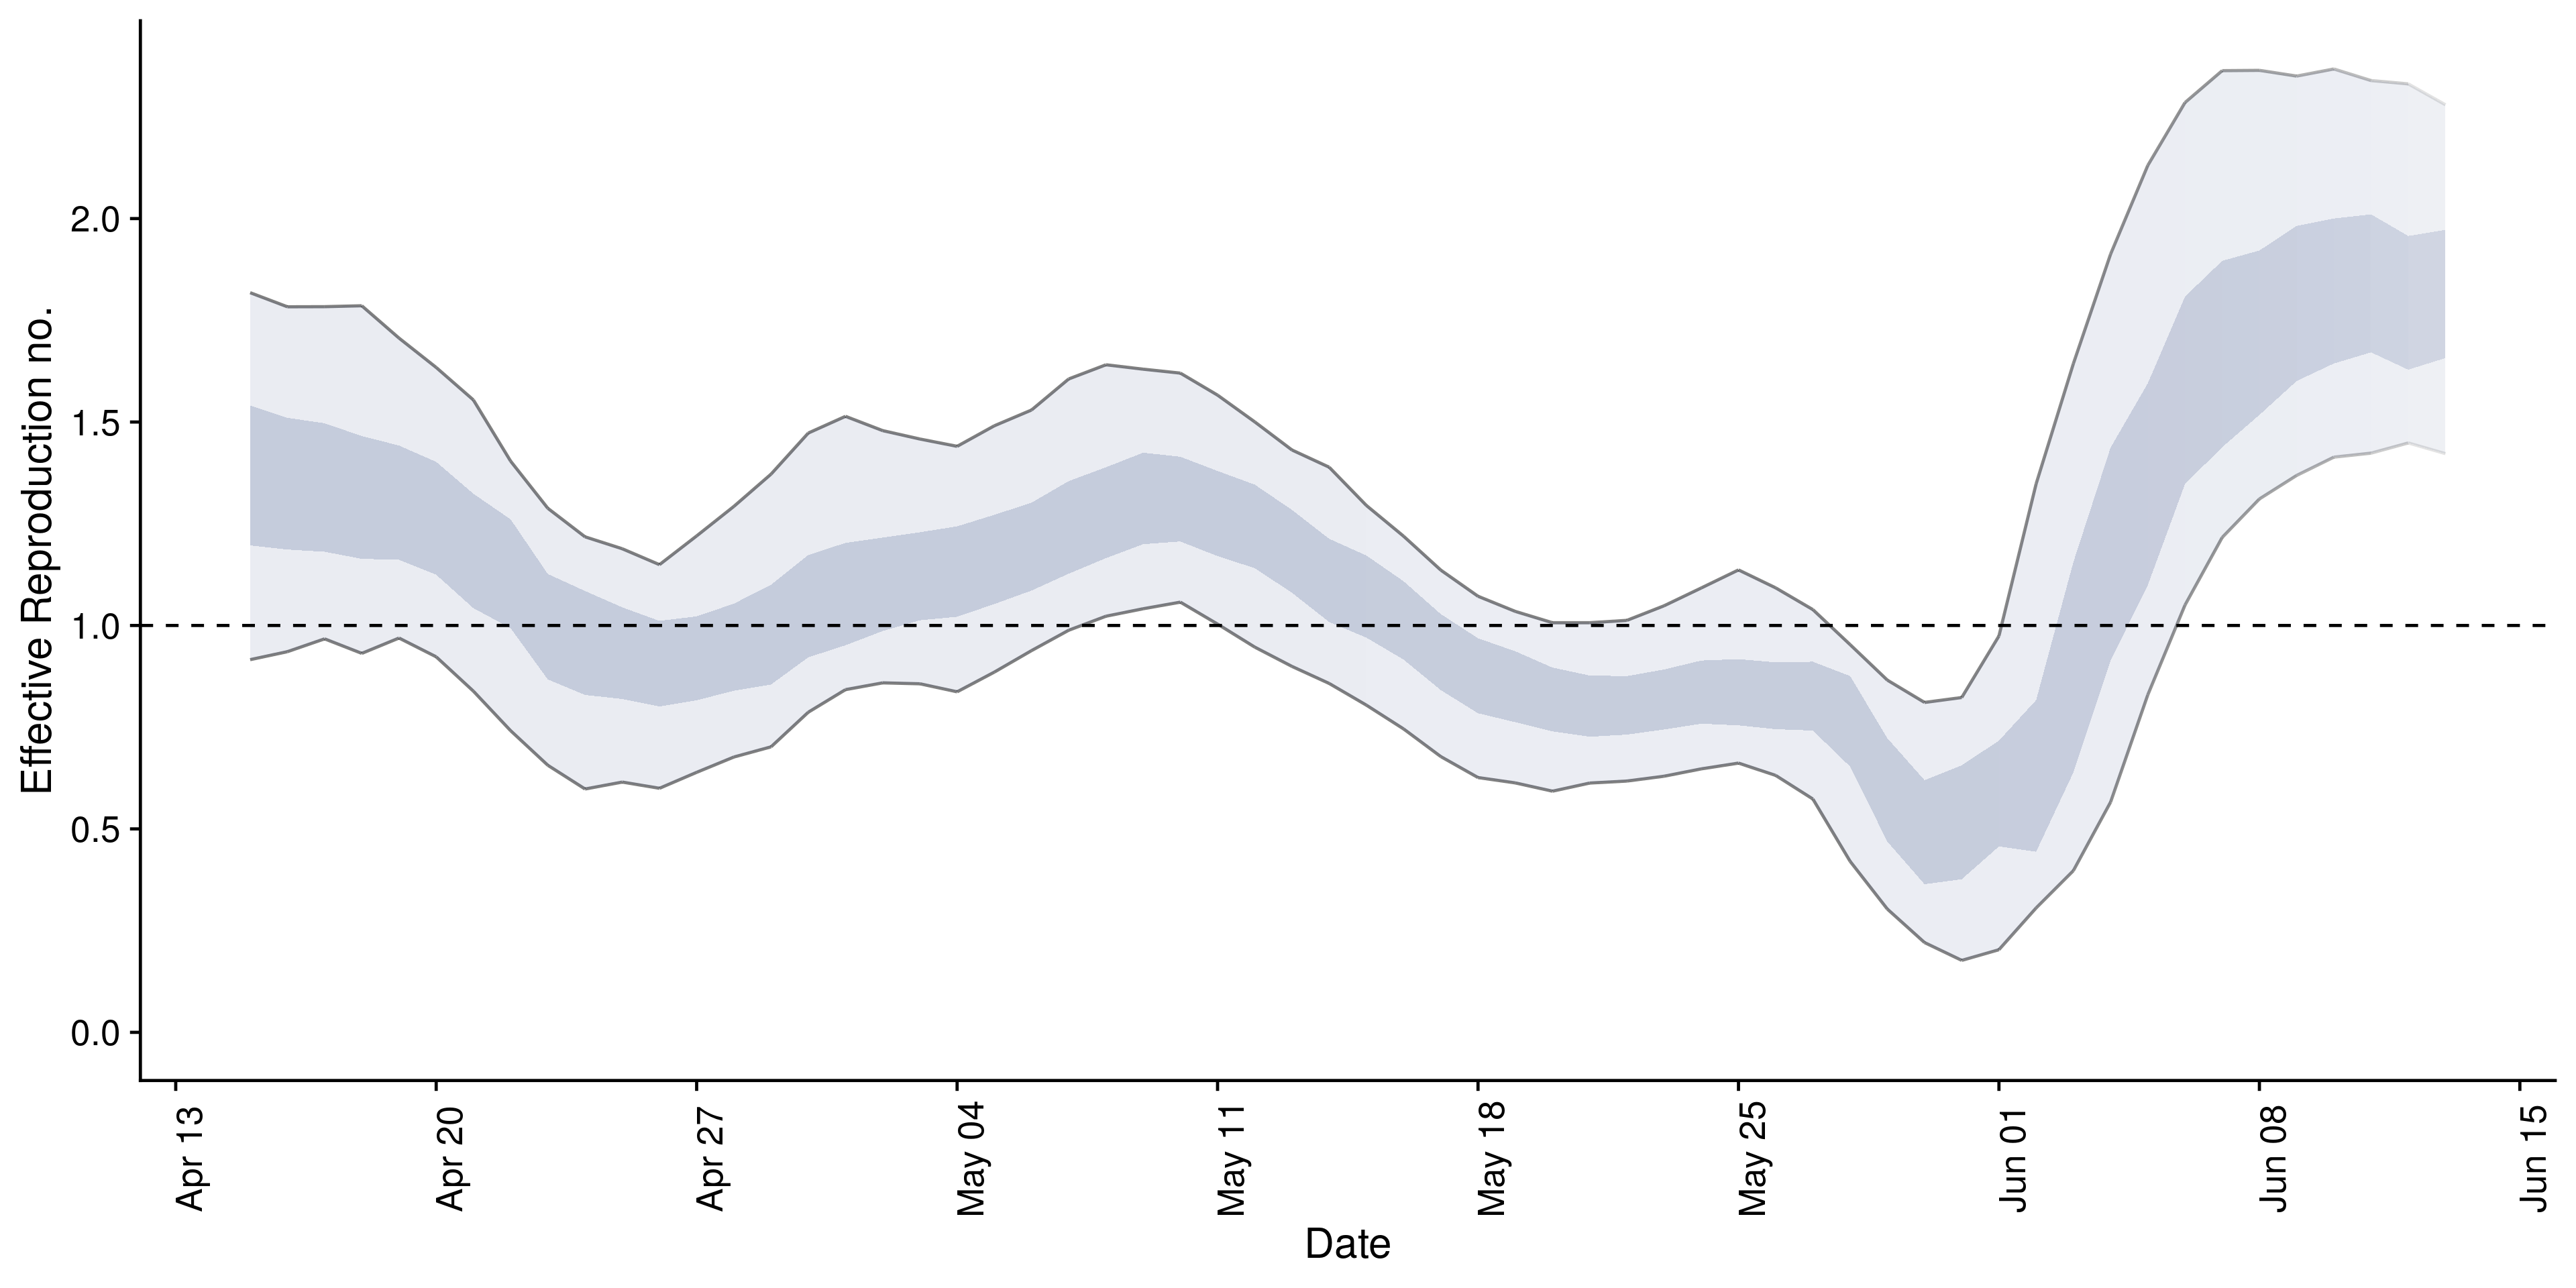 Effective Reproduction no.
2.0
1.5
1.0
0.5
0.0
Apr 13
Apr 20
Apr 27
May 04
May 11
May 18
May 25
Jun 01
Jun 08
Jun 15
Date